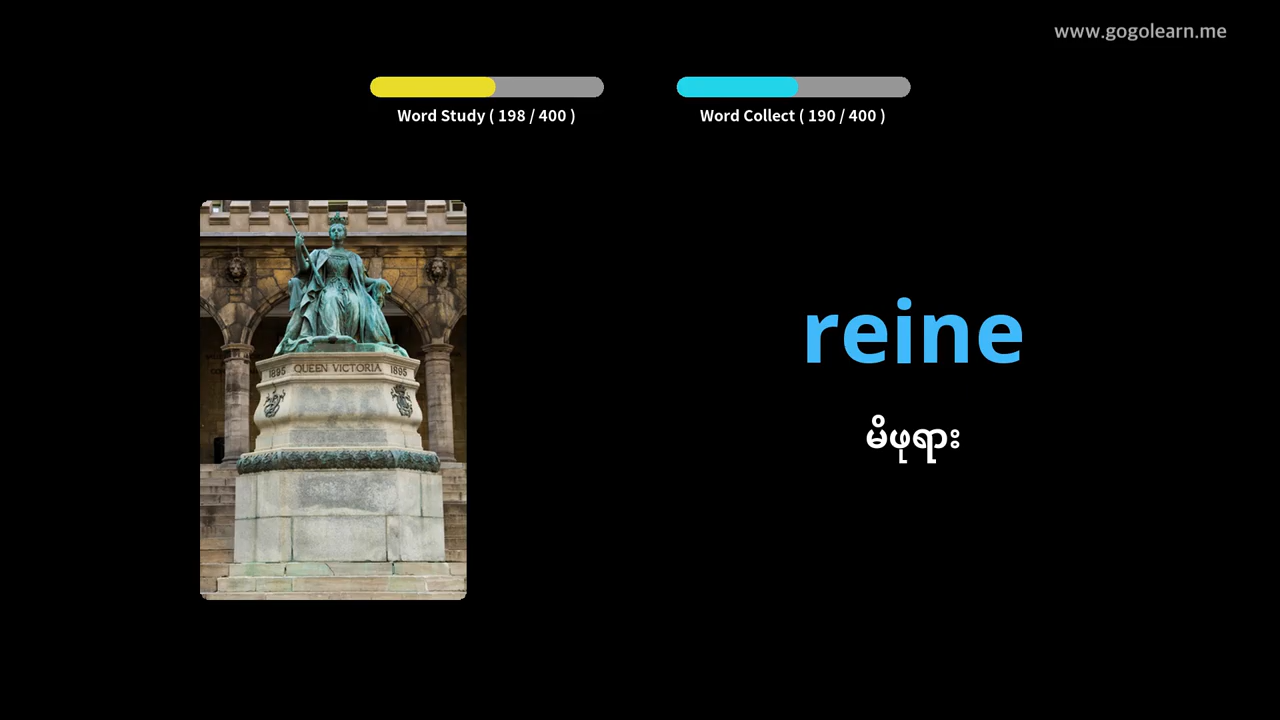 www.gogolearn.me
Word Study ( 198 / 400 )
Word Collect ( 190 / 400 )
1895 QUEEN VICTORIA 1895
reine
မိဖုရား